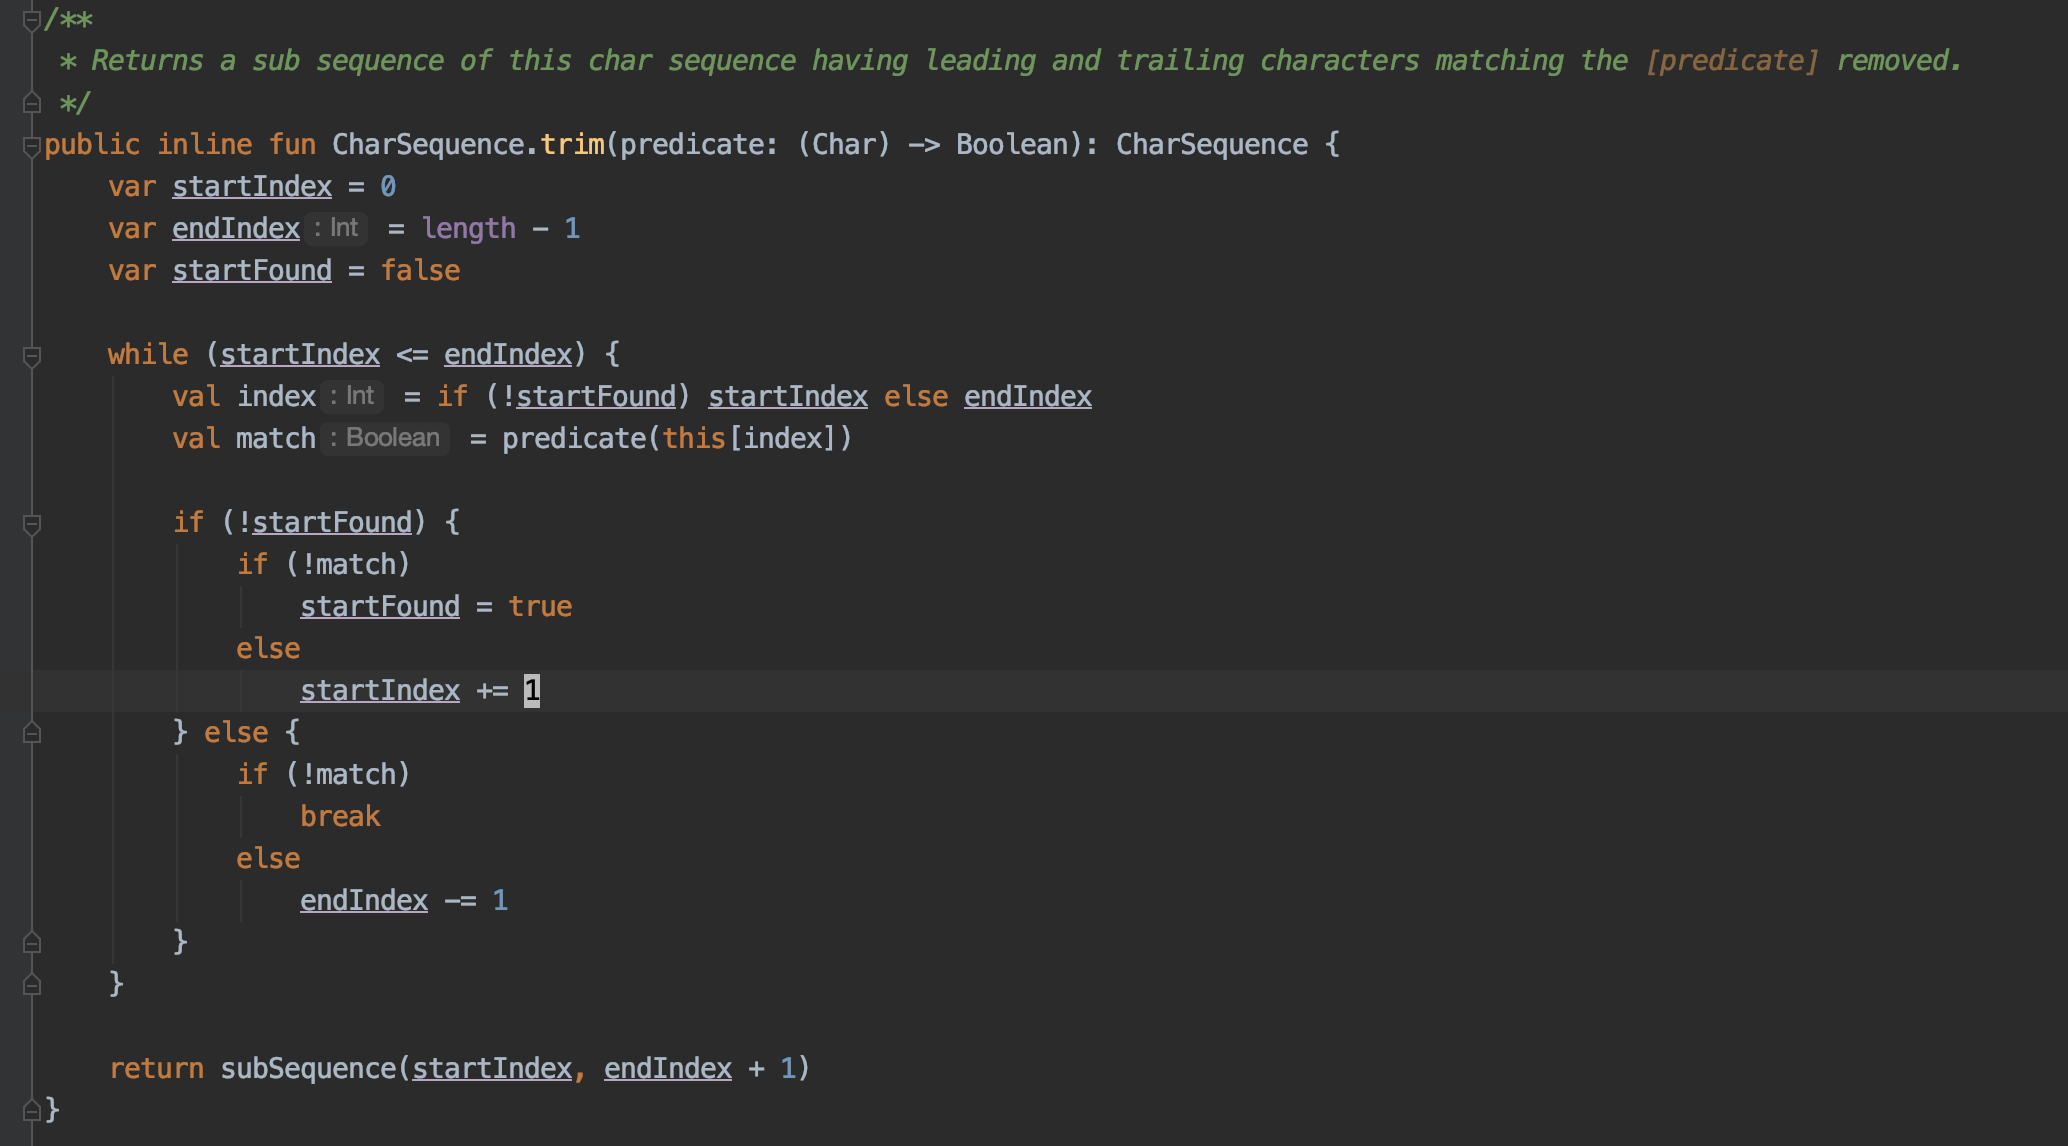 /**
 * Returns a sub sequence of this char sequence having leading and trailing characters matching the [predicate] removed.
 */
public inline fun CharSequence.trim(predicate: (Char) -> Boolean): CharSequence {
    var startIndex = 0
    var endIndex : Int = length - 1
    var startFound = false

    while (startIndex <= endIndex) {
        val index : Int = if (!startFound) startIndex else endIndex
        val match : Boolean = predicate(this[index])

        if (!startFound) {
            if (!match)
                startFound = true
            else
                startIndex += 1
        } else {
            if (!match)
                break
            else
                endIndex -= 1
        }
    }

    return subSequence(startIndex, endIndex + 1)
}